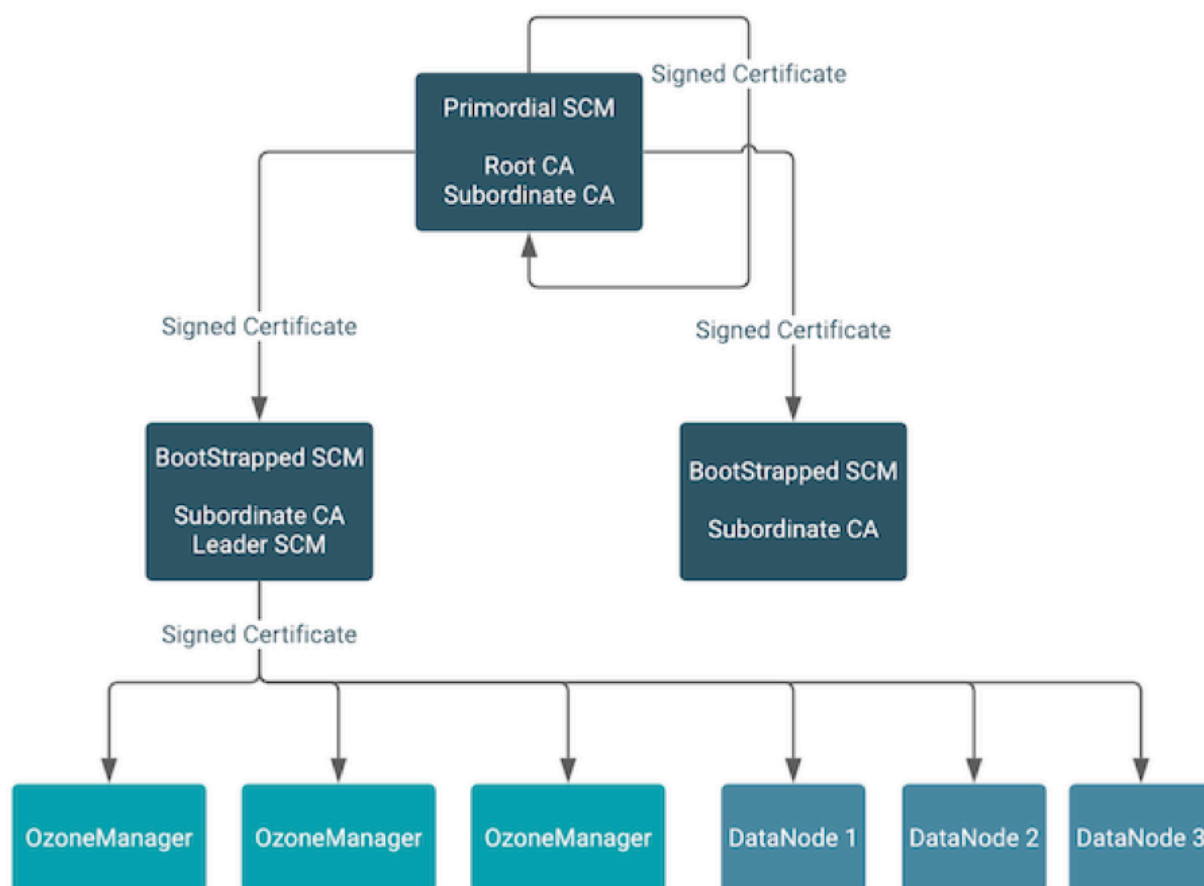 Signed Certificate
Primordial SCM
Root CA
Subordinate CA
Signed Certificate
Signed Certificate
BootStrapped SCM
Subordinate CA
Leader SCM
BootStrapped SCM
Subordinate CA
Signed Certificate
OzoneManager
OzoneManager
OzoneManager
DataNode 1
DataNode 2
DataNode 3